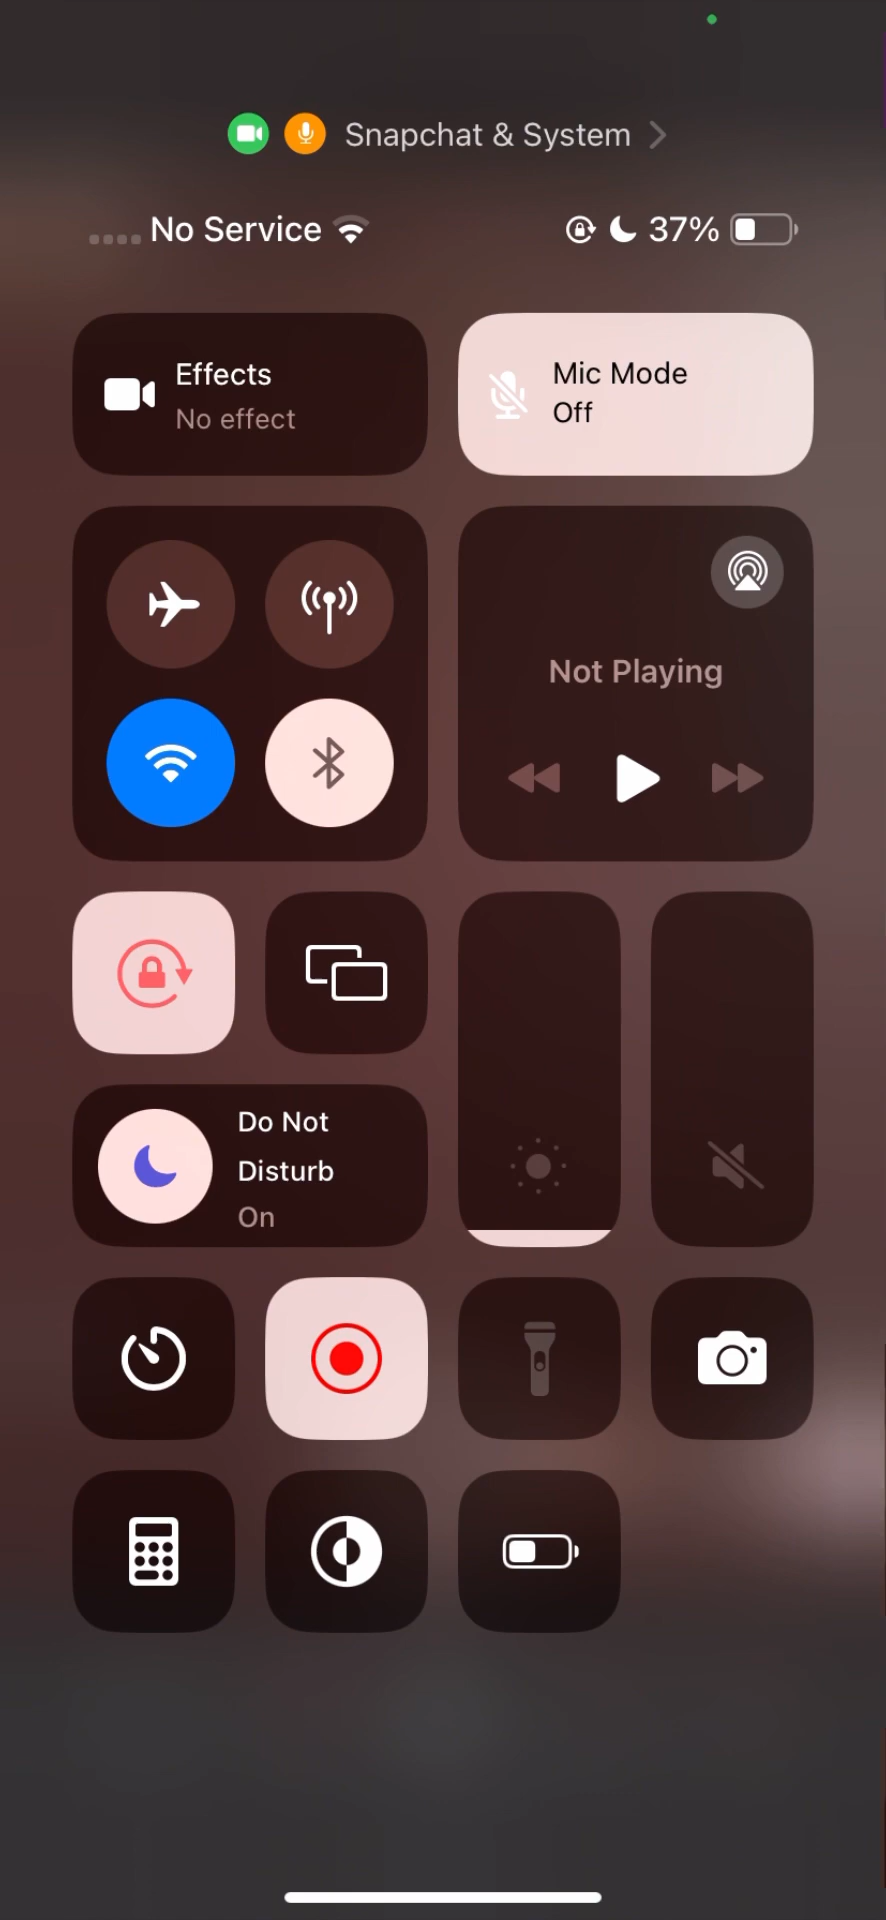 Snapchat & System
No Service
37%
Effects
No effect
Mic Mode
Off
Not Playing
Do Not
Disturb
On